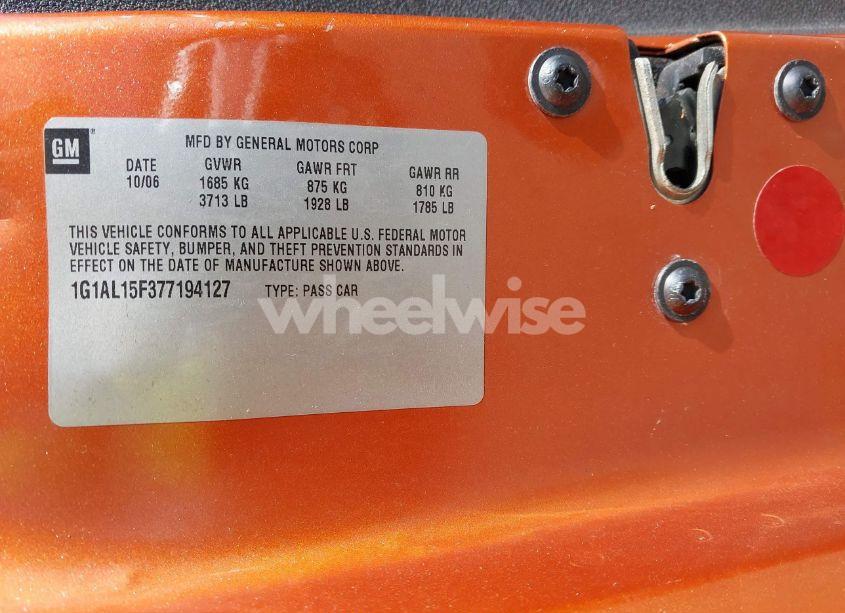 GM
MFD BY GENERAL MOTORS CORP
DATE GVWR GAWR FRT GAWR RR
10/06 1685 KG 875 KG 810 KG
3713 LB 1928 LB 1785 LB
THIS VEHICLE CONFORMS TO ALL APPLICABLE U.S. FEDERAL MOTOR
VEHICLE SAFETY, BUMPER, AND THEFT PREVENTION STANDARDS IN
EFFECT ON THE DATE OF MANUFACTURE SHOWN ABOVE.
1G1AL15F377194127 TYPE: PASS CAR
wheelwise